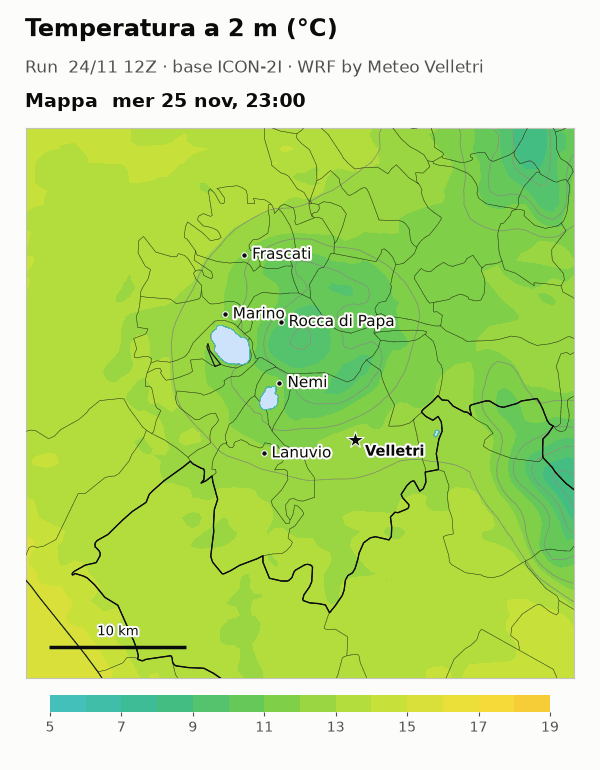 Temperatura a 2 m (°C)
Run  24/11 12Z · base ICON-2I · WRF by Meteo Velletri
Mappa  mer 25 nov, 23:00
Frascati
Marino
Rocca di Papa
Nemi
Velletri
Lanuvio
10 km
5 7 9 11 13 15 17 19